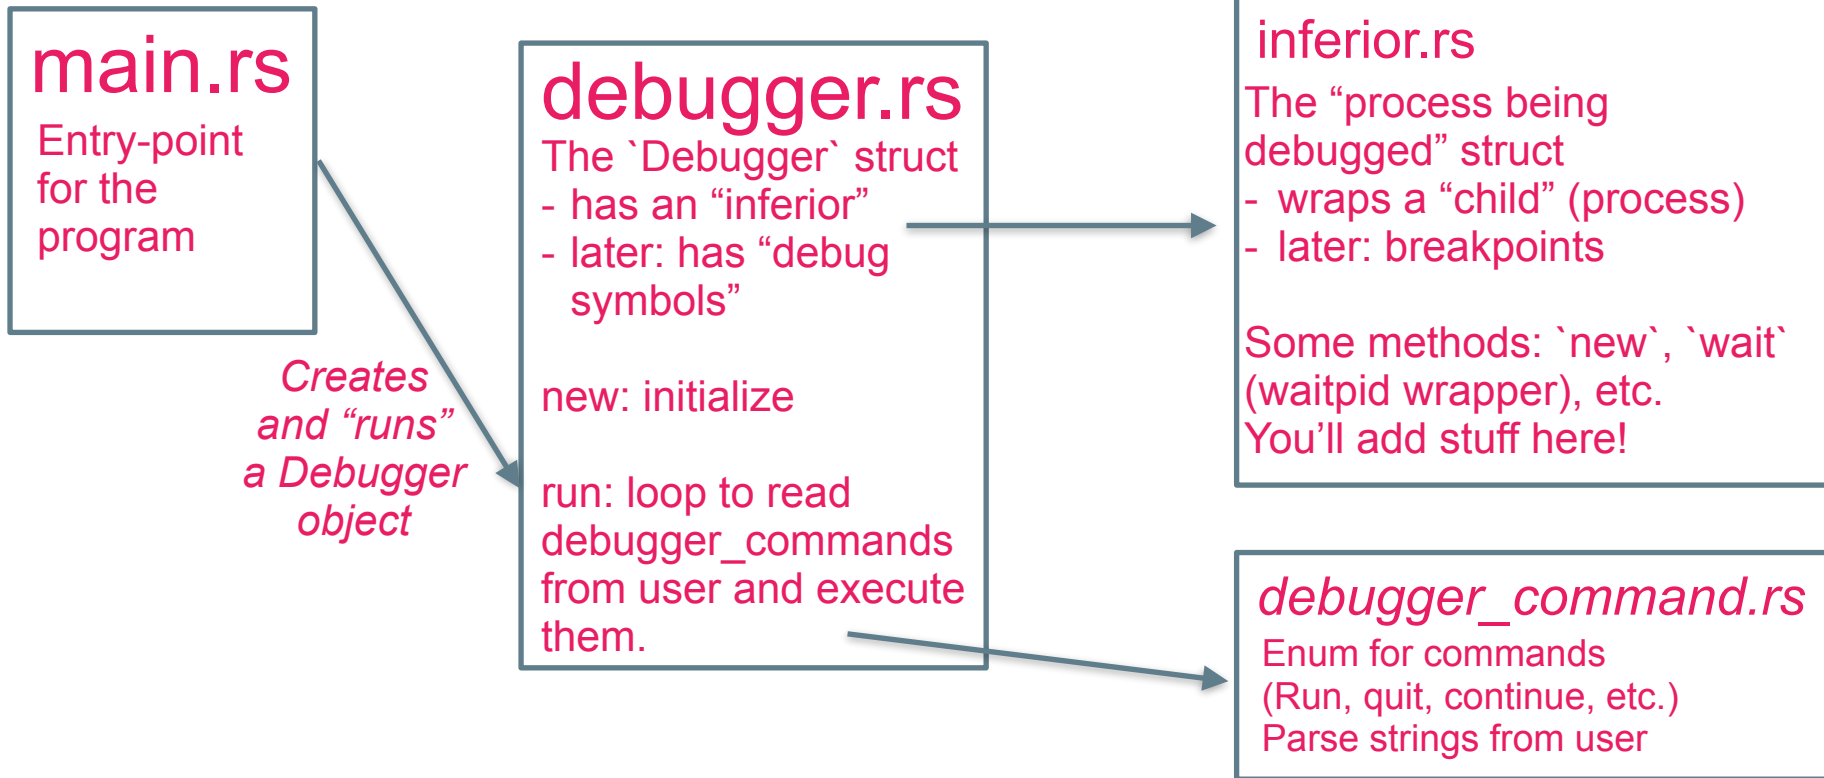 main.rs
Entry-point
for the
program
Creates
and “runs”
a Debugger
object
debugger.rs
The `Debugger` struct
- has an “inferior”
- later: has “debug
symbols”
new: initialize
run: loop to read
debugger_commands
from user and execute
them.
inferior.rs
The “process being
debugged” struct
- wraps a “child” (process)
- later: breakpoints
Some methods: `new`, `wait`
(waitpid wrapper), etc.
You’ll add stuff here!
debugger_command.rs
Enum for commands
(Run, quit, continue, etc.)
Parse strings from user